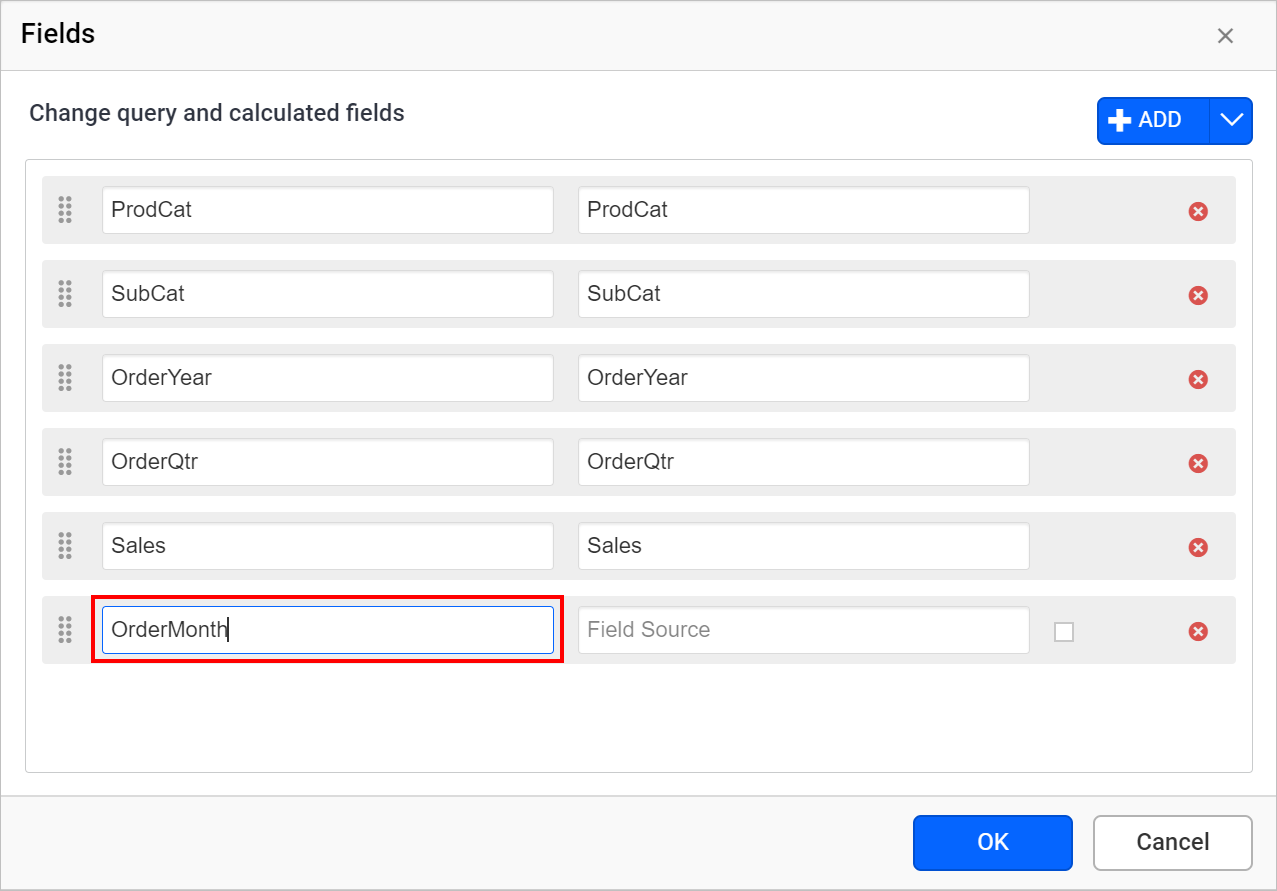 Fields
Change query and calculated fields
ADD
ProdCat ProdCat
SubCat SubCat
OrderYear OrderYear
OrderQtr OrderQtr
Sales Sales
OrderMonth Field Source
OK Cancel